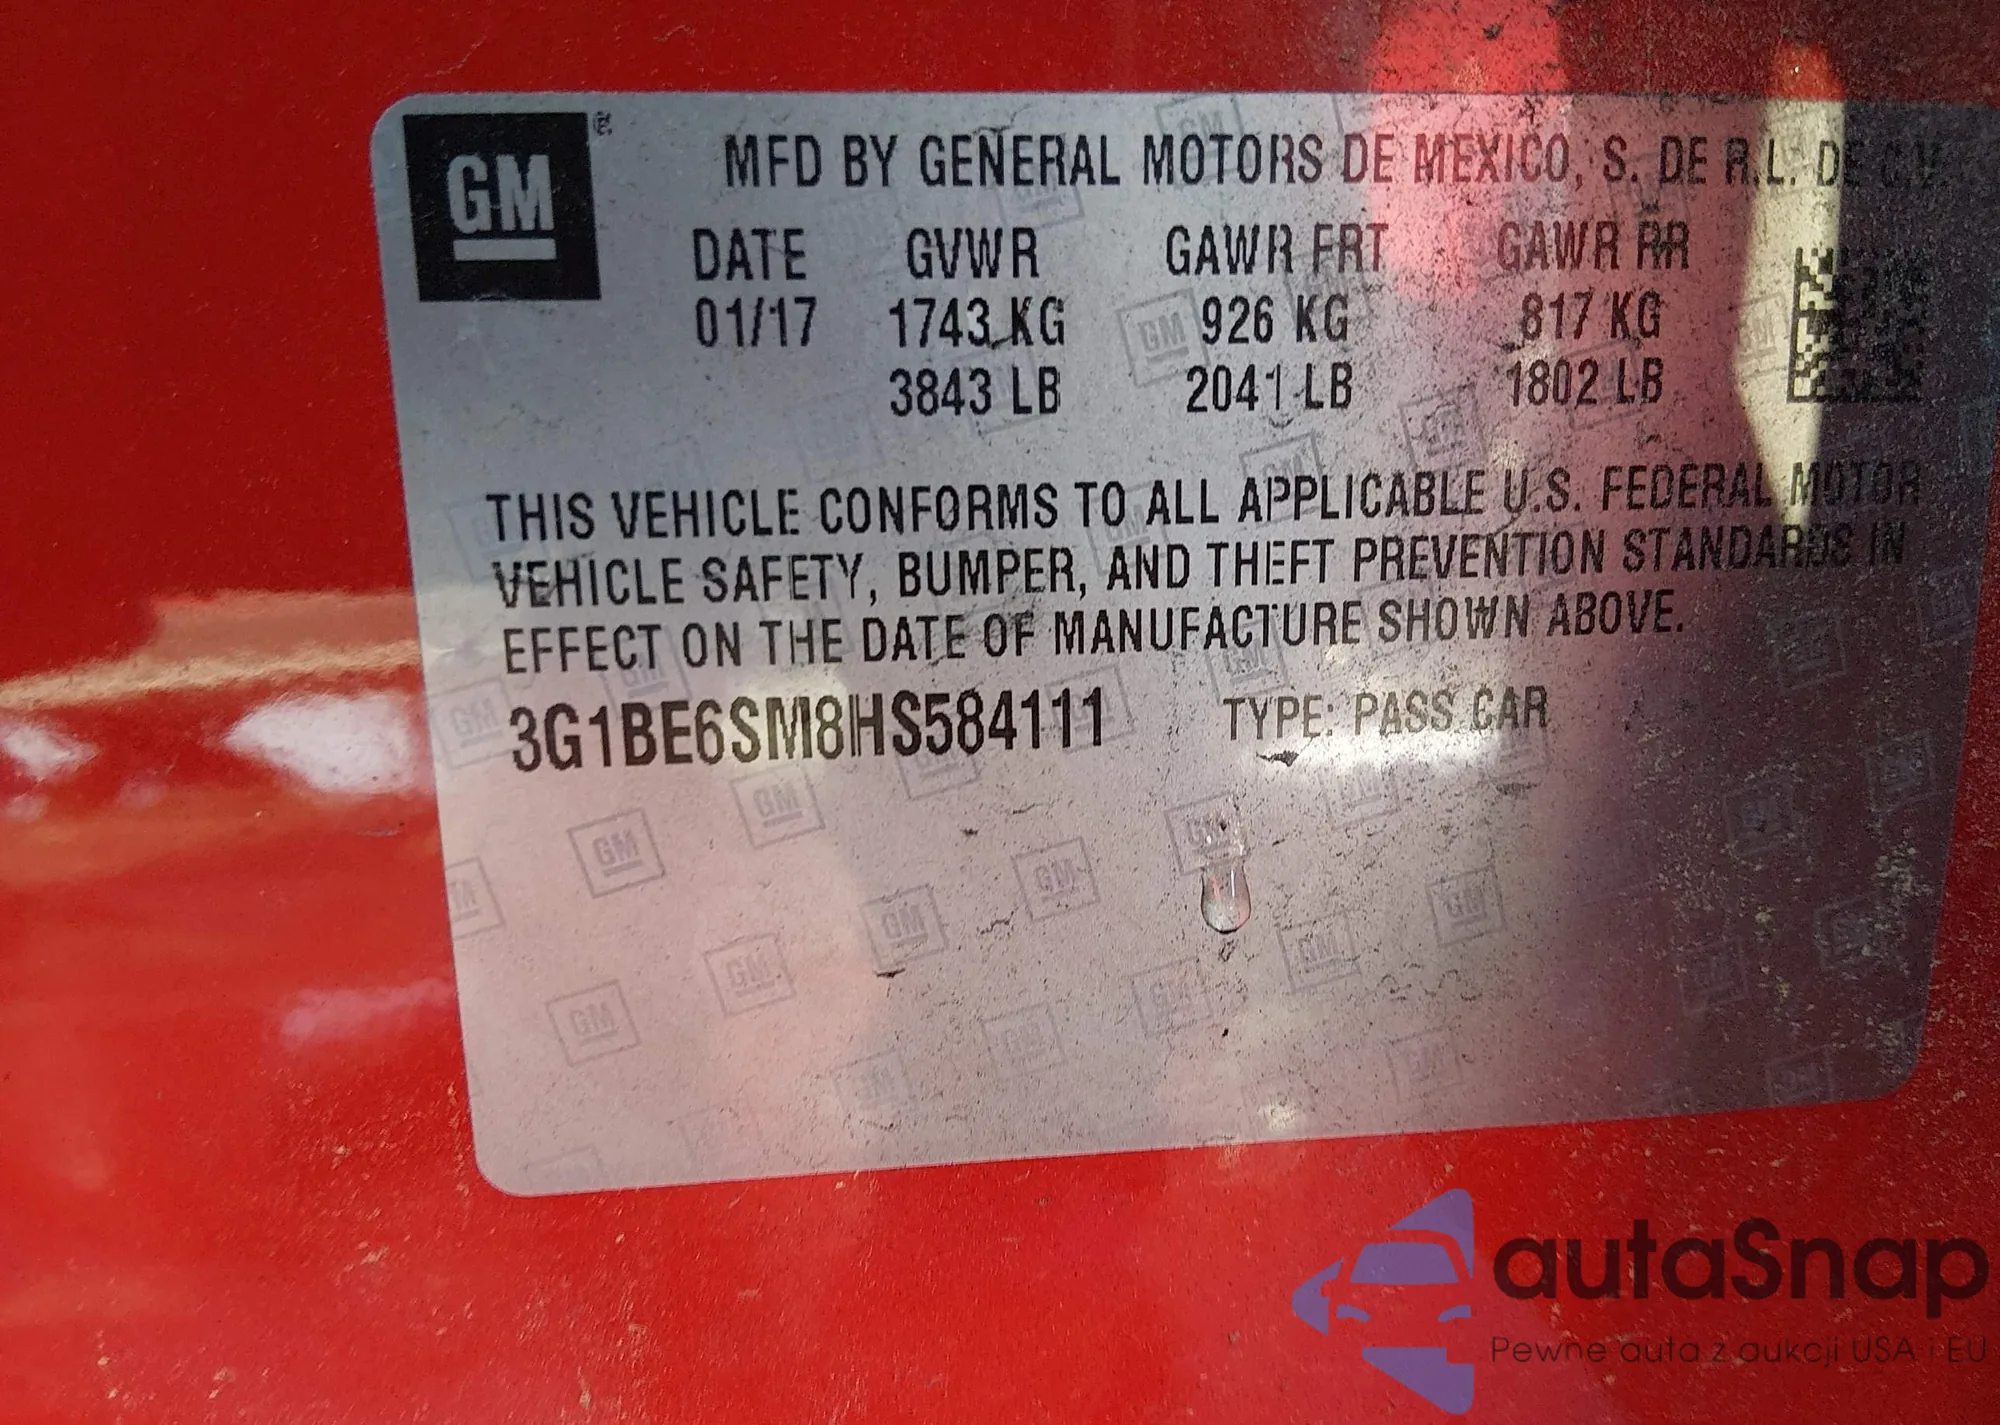 GM
MFD BY GENERAL MOTORS DE MEXICO, S. DE R.L. DE C.V.
DATE GVWR GAWR FRT GAWR RR
01/17 1743 KG 926 KG 817 KG
3843 LB 2041 LB 1802 LB
THIS VEHICLE CONFORMS TO ALL APPLICABLE U.S. FEDERAL MOTOR
VEHICLE SAFETY, BUMPER, AND THEFT PREVENTION STANDARDS IN
EFFECT ON THE DATE OF MANUFACTURE SHOWN ABOVE.
3G1BE6SM8HS584111 TYPE: PASS CAR
autaSnap
Pewne auta z aukcji USA i EU